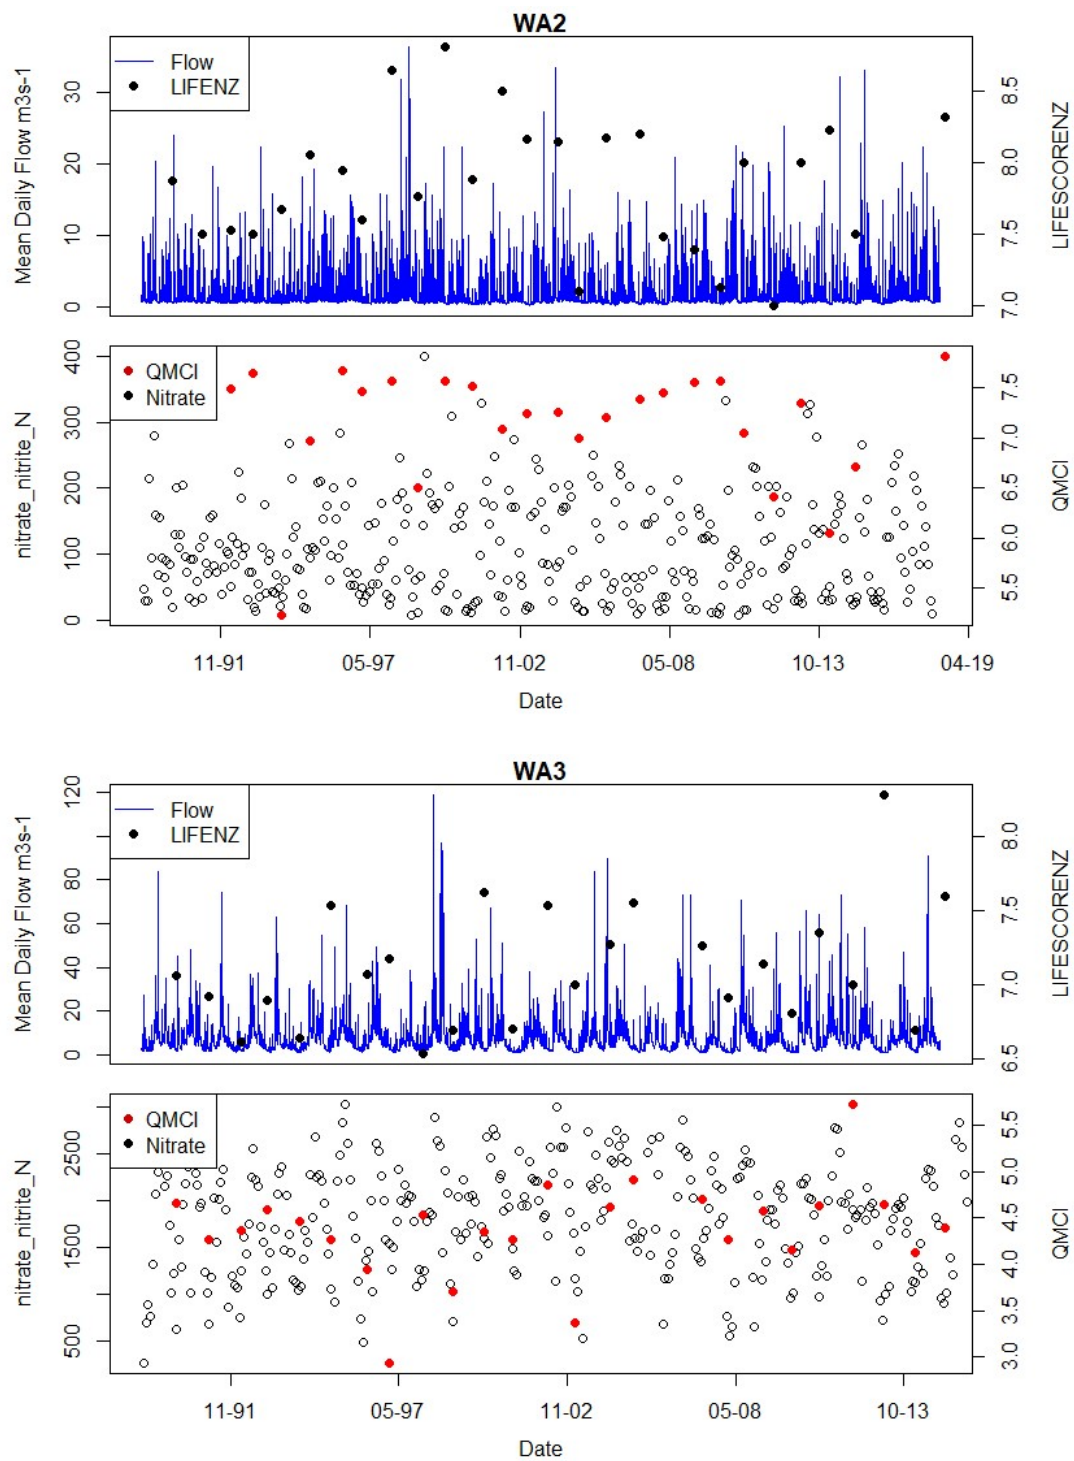 WA2
Flow
LIFENZ
Mean Daily Flow m3s-1
0 10 20 30
LIFESCORENZ
7.0 7.5 8.0 8.5
QMCI
Nitrate
nitrate_nitrite_N
0 100 200 300 400
QMCI
5.5 6.0 6.5 7.0 7.5
11-91 05-97 11-02 05-08 10-13 04-19
Date
WA3
Flow
LIFENZ
Mean Daily Flow m3s-1
0 20 40 60 80 120
LIFESCORENZ
6.5 7.0 7.5 8.0
QMCI
Nitrate
nitrate_nitrite_N
500 1500 2500
QMCI
3.0 3.5 4.0 4.5 5.0 5.5
11-91 05-97 11-02 05-08 10-13
Date